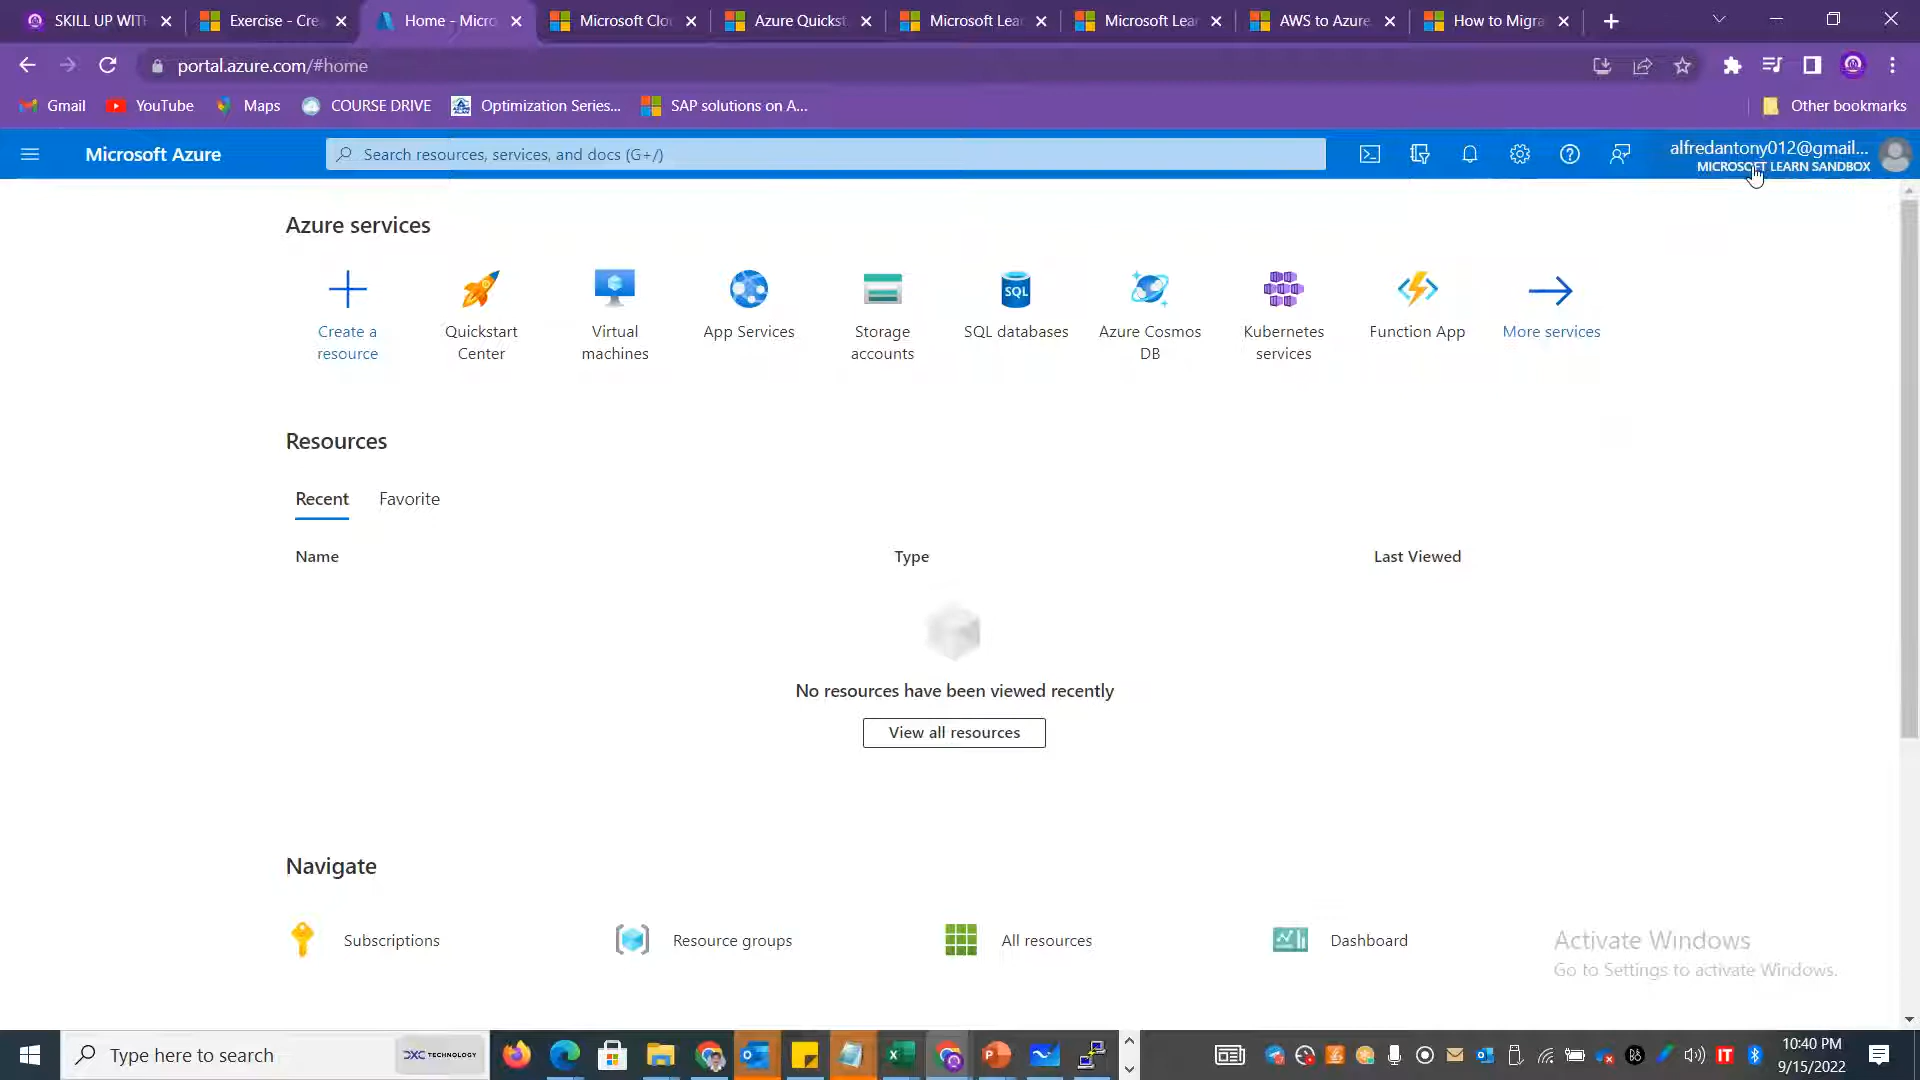 SKILL UP WIT
Exercise - Cre
Home - Micro
Microsoft Clo
Azure Quickst
Microsoft Lea
Microsoft Lea
AWS to Azure
How to Migra
portal.azure.com/#home
Gmail
YouTube
Maps
COURSE DRIVE
Optimization Series...
SAP solutions on A...
Other bookmarks
Microsoft Azure
Search resources, services, and docs (G+/)
alfredantony012@gmail...
MICROSOFT LEARN SANDBOX
Azure services
Create a
resource
Quickstart
Center
Virtual
machines
App Services
Storage
accounts
SQL
SQL databases
Azure Cosmos
DB
Kubernetes
services
Function App
More services
Resources
Recent
Favorite
Name
Type
Last Viewed
No resources have been viewed recently
View all resources
Navigate
Subscriptions
Resource groups
All resources
Dashboard
Activate Windows
Go to Settings to activate Windows.
Type here to search
DXC TECHNOLOGY
10:40 PM
9/15/2022